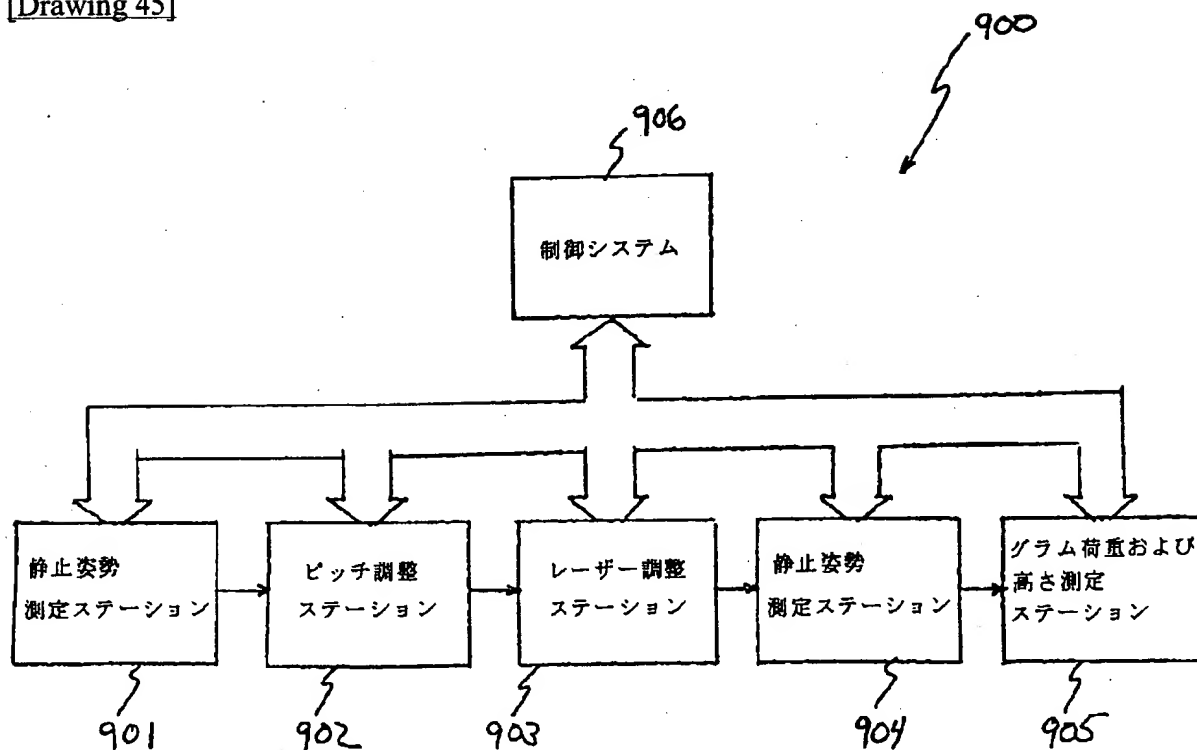 [Drawing 45]
900
906
制御システム
静止姿勢
測定ステーション
ピッチ調整
ステーション
レーザー調整
ステーション
静止姿勢
測定ステーション
グラム荷重および
高さ測定
ステーション
901
902
903
904
905